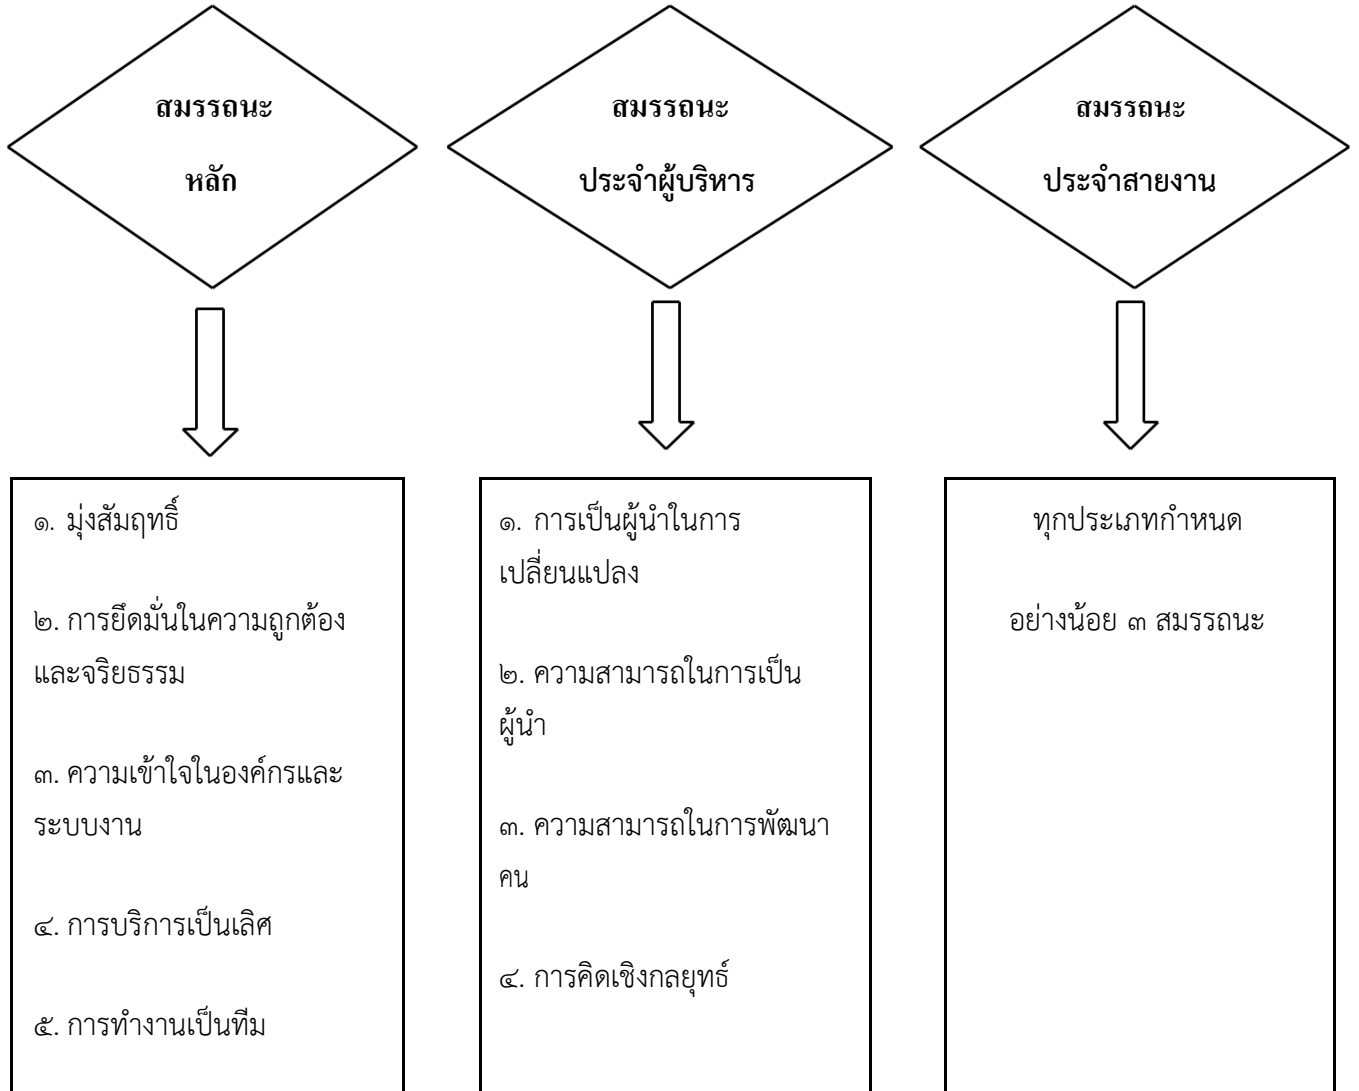 สมรรถนะ
หลัก
สมรรถนะ
ประจำผู้บริหาร
สมรรถนะ
ประจำสายงาน
๑. มุ่งสัมฤทธิ์
๒. การยึดมั่นในความถูกต้อง
และจริยธรรม
๓. ความเข้าใจในองค์กรและ
ระบบงาน
๔. การบริการเป็นเลิศ
๕. การทำงานเป็นทีม
๑. การเป็นผู้นำในการ
เปลี่ยนแปลง
๒. ความสามารถในการเป็น
ผู้นำ
๓. ความสามารถในการพัฒนา
คน
๔. การคิดเชิงกลยุทธ์
ทุกประเภทกำหนด
อย่างน้อย ๓ สมรรถนะ